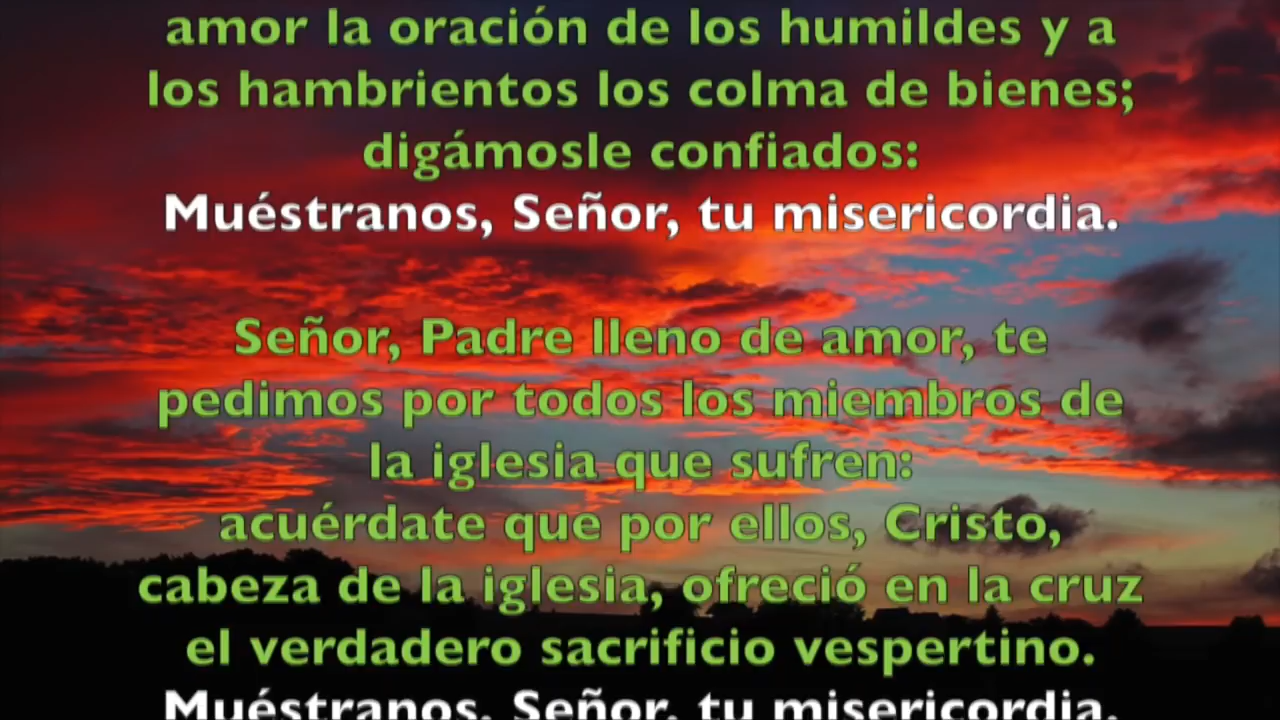 amor la oración de los humildes y a
los hambrientos los colma de bienes;
digámosle confiados:
Muéstranos, Señor, tu misericordia.
Señor, Padre lleno de amor, te
pedimos por todos los miembros de
la iglesia que sufren:
acuérdate que por ellos, Cristo,
cabeza de la iglesia, ofreció en la cruz
el verdadero sacrificio vespertino.
Muéstranos, Señor, tu misericordia.